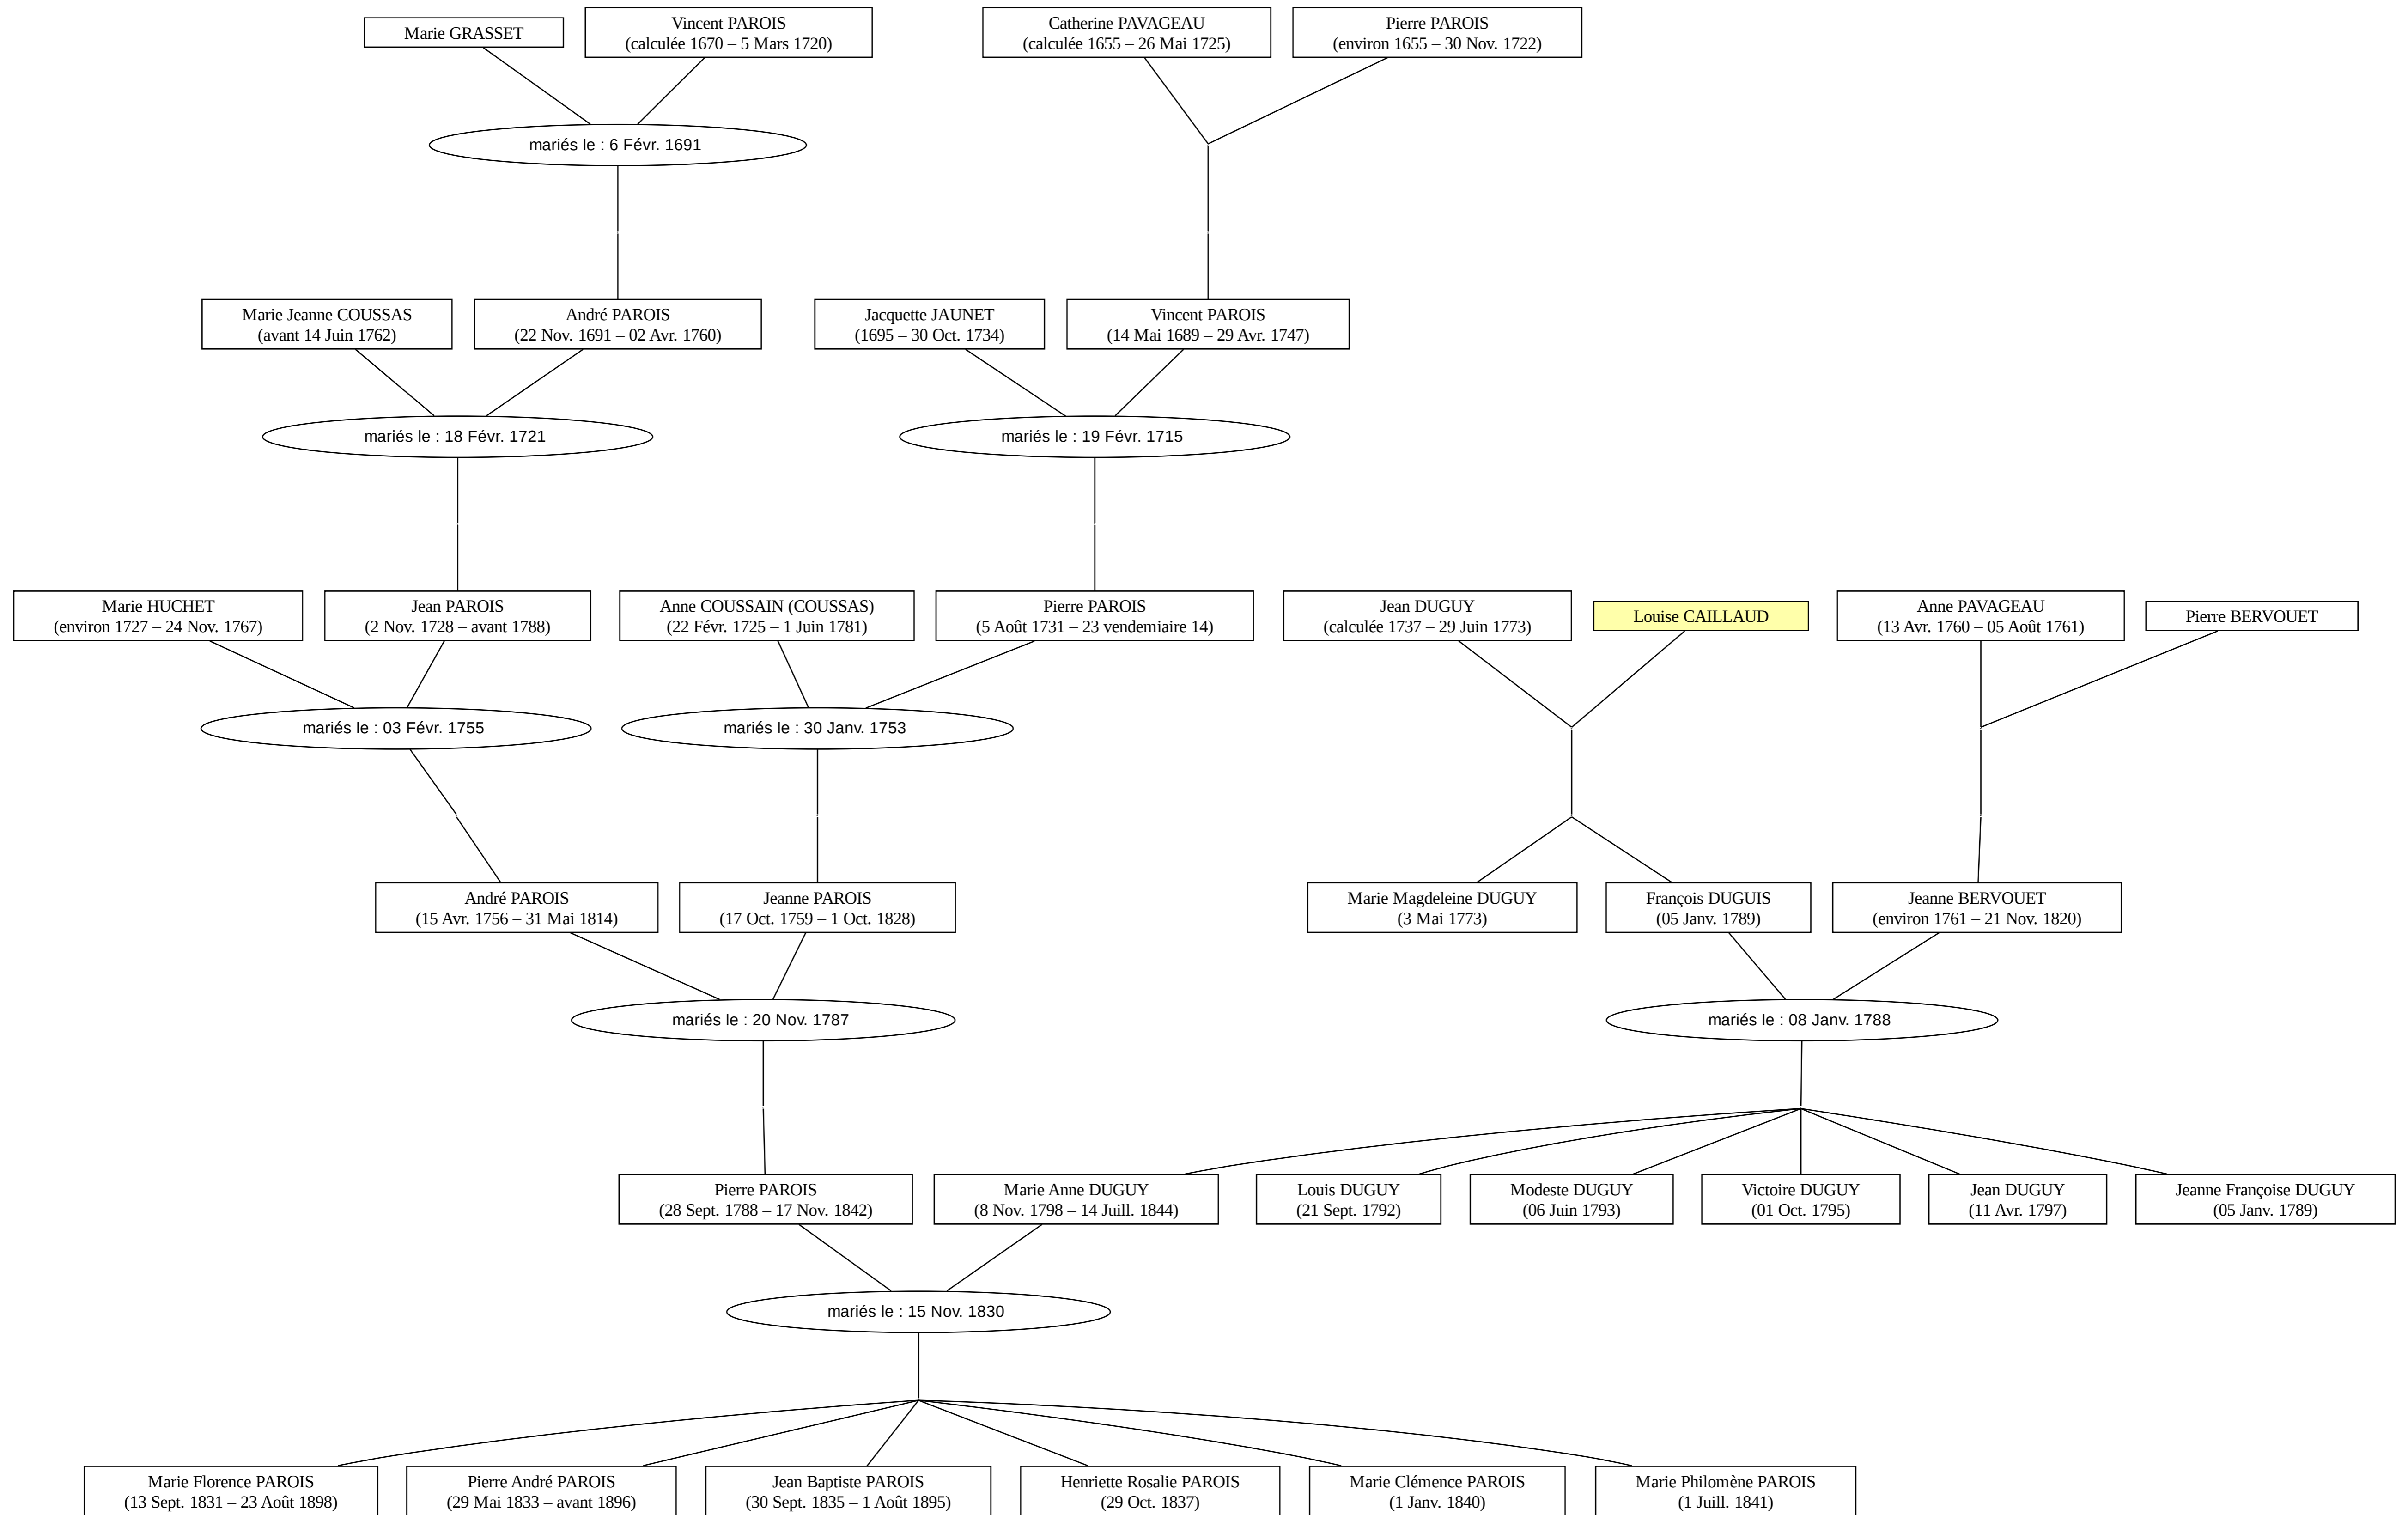 Marie GRASSET
Vincent PAROIS
(calculée 1670 – 5 Mars 1720)
Catherine PAVAGEAU
(calculée 1655 – 26 Mai 1725)
Pierre PAROIS
(environ 1655 – 30 Nov. 1722)
mariés le : 6 Févr. 1691
Marie Jeanne COUSSAS
(avant 14 Juin 1762)
André PAROIS
(22 Nov. 1691 – 02 Avr. 1760)
Jacquette JAUNET
(1695 – 30 Oct. 1734)
Vincent PAROIS
(14 Mai 1689 – 29 Avr. 1747)
mariés le : 18 Févr. 1721
mariés le : 19 Févr. 1715
Marie HUCHET
(environ 1727 – 24 Nov. 1767)
Jean PAROIS
(2 Nov. 1728 – avant 1788)
Anne COUSSAIN (COUSSAS)
(22 Févr. 1725 – 1 Juin 1781)
Pierre PAROIS
(5 Août 1731 – 23 vendemiaire 14)
Jean DUGUY
(calculée 1737 – 29 Juin 1773)
Louise CAILLAUD
Anne PAVAGEAU
(13 Avr. 1760 – 05 Août 1761)
Pierre BERVOUET
mariés le : 03 Févr. 1755
mariés le : 30 Janv. 1753
André PAROIS
(15 Avr. 1756 – 31 Mai 1814)
Jeanne PAROIS
(17 Oct. 1759 – 1 Oct. 1828)
Marie Magdeleine DUGUY
(3 Mai 1773)
François DUGUIS
(05 Janv. 1789)
Jeanne BERVOUET
(environ 1761 – 21 Nov. 1820)
mariés le : 20 Nov. 1787
mariés le : 08 Janv. 1788
Pierre PAROIS
(28 Sept. 1788 – 17 Nov. 1842)
Marie Anne DUGUY
(8 Nov. 1798 – 14 Juill. 1844)
Louis DUGUY
(21 Sept. 1792)
Modeste DUGUY
(06 Juin 1793)
Victoire DUGUY
(01 Oct. 1795)
Jean DUGUY
(11 Avr. 1797)
Jeanne Françoise DUGUY
(05 Janv. 1789)
mariés le : 15 Nov. 1830
Marie Florence PAROIS
(13 Sept. 1831 – 23 Août 1898)
Pierre André PAROIS
(29 Mai 1833 – avant 1896)
Jean Baptiste PAROIS
(30 Sept. 1835 – 1 Août 1895)
Henriette Rosalie PAROIS
(29 Oct. 1837)
Marie Clémence PAROIS
(1 Janv. 1840)
Marie Philomène PAROIS
(1 Juill. 1841)